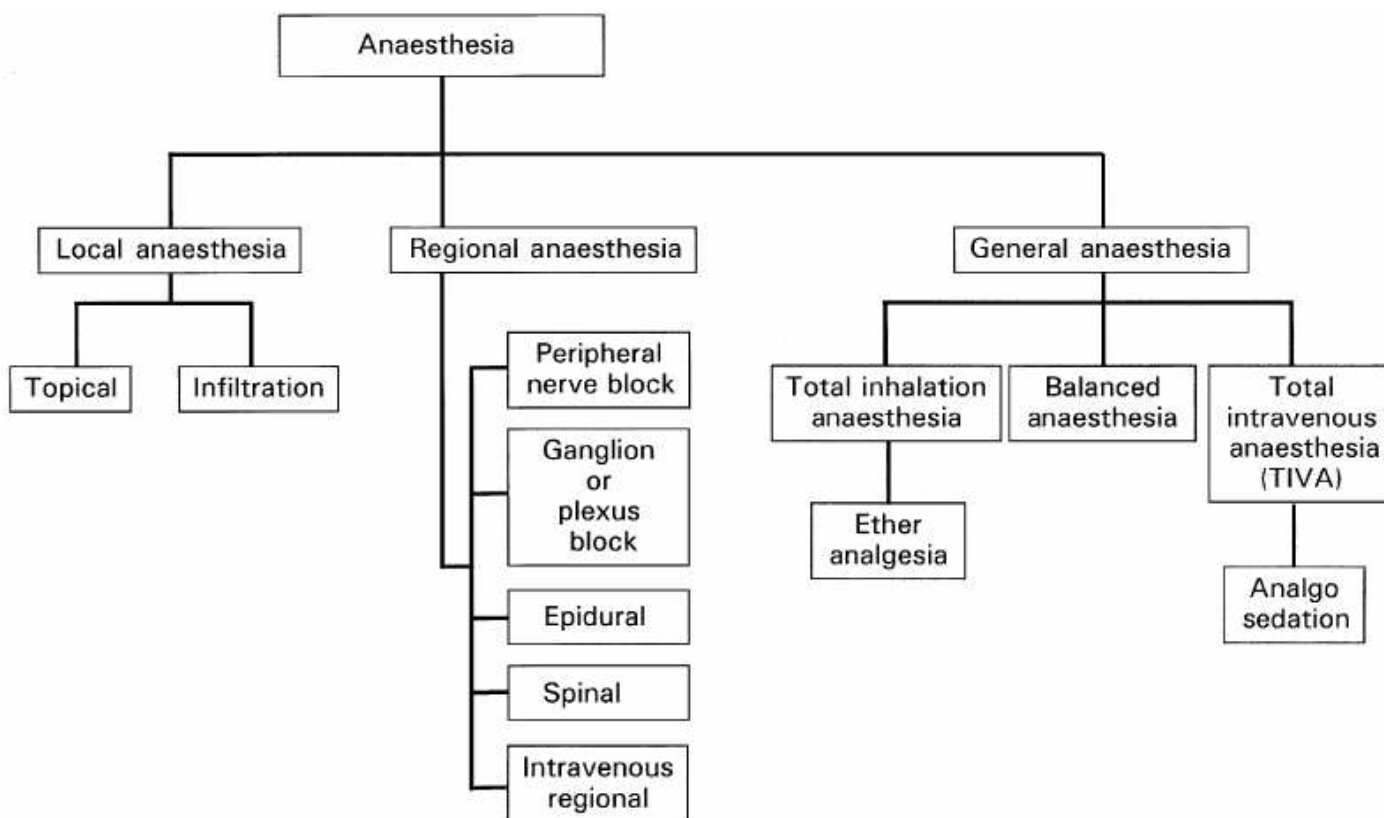 Anaesthesia
Local anaesthesia
Regional anaesthesia
General anaesthesia
Topical
Infiltration
Peripheral
nerve block
Ganglion
or
plexus
block
Epidural
Spinal
Intravenous
regional
Total inhalation
anaesthesia
Balanced
anaesthesia
Total
intravenous
anaesthesia
(TIVA)
Ether
analgesia
Analgo
sedation